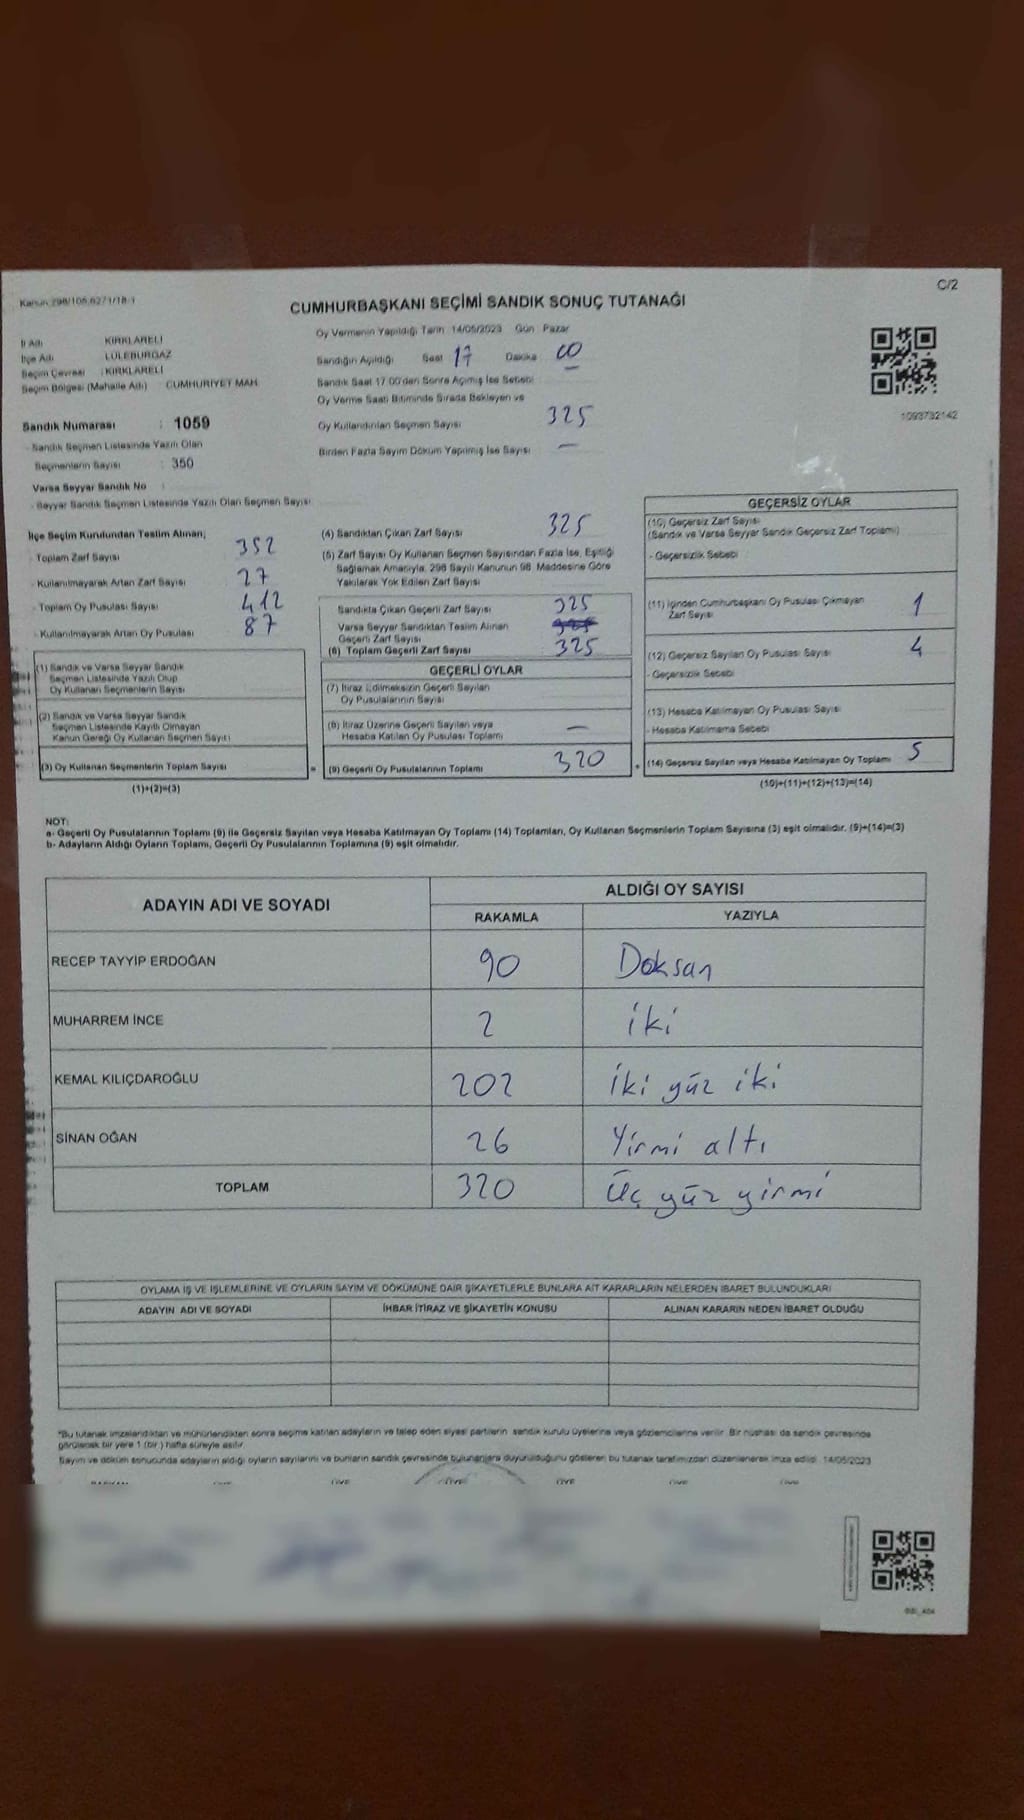 C/2
Kanun 298/105,6271/18-1
CUMHURBAŞKANI SEÇİMİ SANDIK SONUÇ TUTANAĞI
İl Adı KIRKLARELİ
İlçe Adı LÜLEBURGAZ
Seçim Çevresi : KIRKLARELİ
Seçim Bölgesi (Mahalle Adı) CUMHURİYET MAH.
Sandık Numarası : 1059
- Sandık Seçmen Listesinde Yazılı Olan
Seçmenlerin Sayısı : 350
Varsa Seyyar Sandık No :
- Seyyar Sandık Seçmen Listesinde Yazılı Olan Seçmen Sayısı
Oy Vermenin Yapıldığı Tarih 14/05/2023 Gün Pazar
Sandığın Açıldığı Saat 17 Dakika 00
Sandık Saat 17:00'den Sonra Açılmış İse Sebebi
Oy Verme Saati Bitiminde Sırada Bekleyen ve
Oy Kullandırılan Seçmen Sayısı 325
Birden Fazla Sayım Döküm Yapılmış İse Sayısı —
1093732142
İlçe Seçim Kurulundan Teslim Alınan;
- Toplam Zarf Sayısı 352
- Kullanılmayarak Artan Zarf Sayısı 27
- Toplam Oy Pusulası Sayısı 412
- Kullanılmayarak Artan Oy Pusulası 87
(1) Sandık ve Varsa Seyyar Sandık
Seçmen Listesinde Yazılı Olup
Oy Kullanan Seçmenlerin Sayısı
(2) Sandık ve Varsa Seyyar Sandık
Seçmen Listesinde Kayıtlı Olmayan
Kanun Gereği Oy Kullanan Seçmen Sayısı
(3) Oy Kullanan Seçmenlerin Toplam Sayısı
(1)+(2)=(3)
(4) Sandıktan Çıkan Zarf Sayısı 325
(5) Zarf Sayısı Oy Kullanan Seçmen Sayısından Fazla İse, Eşitliği
Sağlamak Amacıyla, 298 Sayılı Kanunun 98. Maddesine Göre
Yakılarak Yok Edilen Zarf Sayısı
Sandıkta Çıkan Geçerli Zarf Sayısı 325
Varsa Seyyar Sandıktan Teslim Alınan
Geçerli Zarf Sayısı
(6) Toplam Geçerli Zarf Sayısı 325
GEÇERLİ OYLAR
(7) İtiraz Edilmeksizin Geçerli Sayılan
Oy Pusulalarının Sayısı
(8) İtiraz Üzerine Geçerli Sayılan veya
Hesaba Katılan Oy Pusulası Toplamı —
= (9) Geçerli Oy Pusulalarının Toplamı 320
GEÇERSİZ OYLAR
(10) Geçersiz Zarf Sayısı
(Sandık ve Varsa Seyyar Sandık Geçersiz Zarf Toplamı)
- Geçersizlik Sebebi
(11) İçinden Cumhurbaşkanı Oy Pusulası Çıkmayan
Zarf Sayısı 1
(12) Geçersiz Sayılan Oy Pusulası Sayısı 4
- Geçersizlik Sebebi
(13) Hesaba Katılmayan Oy Pusulası Sayısı
- Hesaba Katılmama Sebebi
+ (14) Geçersiz Sayılan veya Hesaba Katılmayan Oy Toplamı 5
(10)+(11)+(12)+(13)=(14)
NOT:
a- Geçerli Oy Pusulalarının Toplamı (9) ile Geçersiz Sayılan veya Hesaba Katılmayan Oy Toplamı (14) Toplamları, Oy Kullanan Seçmenlerin Toplam Sayısına (3) eşit olmalıdır. (9)+(14)=(3)
b- Adayların Aldığı Oyların Toplamı, Geçerli Oy Pusulalarının Toplamına (9) eşit olmalıdır.
ADAYIN ADI VE SOYADI ALDIĞI OY SAYISI
RAKAMLA YAZIYLA
RECEP TAYYİP ERDOĞAN 90 Doksan
MUHARREM İNCE 2 iki
KEMAL KILIÇDAROĞLU 202 iki yüz iki
SİNAN OĞAN 26 Yirmi altı
TOPLAM 320 Üç yüz yirmi
OYLAMA İŞ VE İŞLEMLERİNE VE OYLARIN SAYIM VE DÖKÜMÜNE DAİR ŞİKAYETLERLE BUNLARA AİT KARARLARIN NELERDEN İBARET BULUNDUKLARI
ADAYIN ADI VE SOYADI İHBAR İTİRAZ VE ŞİKAYETİN KONUSU ALINAN KARARIN NEDEN İBARET OLDUĞU
*Bu tutanak imzalandıktan ve mühürlendikten sonra seçime katılan adayların ve talep eden siyasi partilerin sandık kurulu üyelerine veya gözlemcilerine verilir. Bir nüshası da sandık çevresinde
görülecek bir yere 1 (bir) hafta süreyle asılır.
Sayım ve döküm sonucunda adayların aldığı oyların sayılarını ve bunların sandık çevresinde bulunanlara duyurulduğunu gösteren bu tutanak tarafımızdan düzenlenerek imza edildi. 14/05/2023
BAŞKAN ÜYE ÜYE ÜYE ÜYE ÜYE